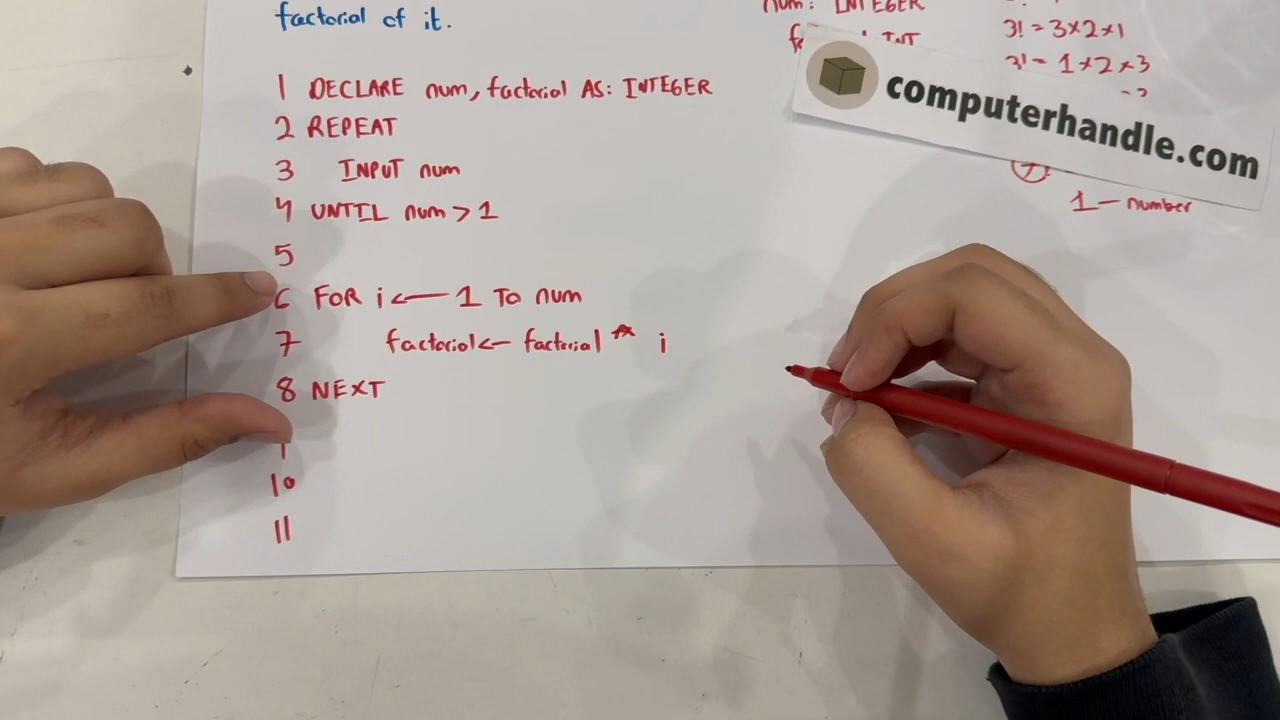 factorial of it.
1 DECLARE num, factorial AS: INTEGER
2 REPEAT
3 INPUT num
4 UNTIL num > 1
5
6 FOR i ← 1 TO num
7 factorial ← factorial * i
8 NEXT
10
11
num: INTEGER
INT
3! = 3×2×1
3! = 1×2×3
computerhandle.com
1 — number